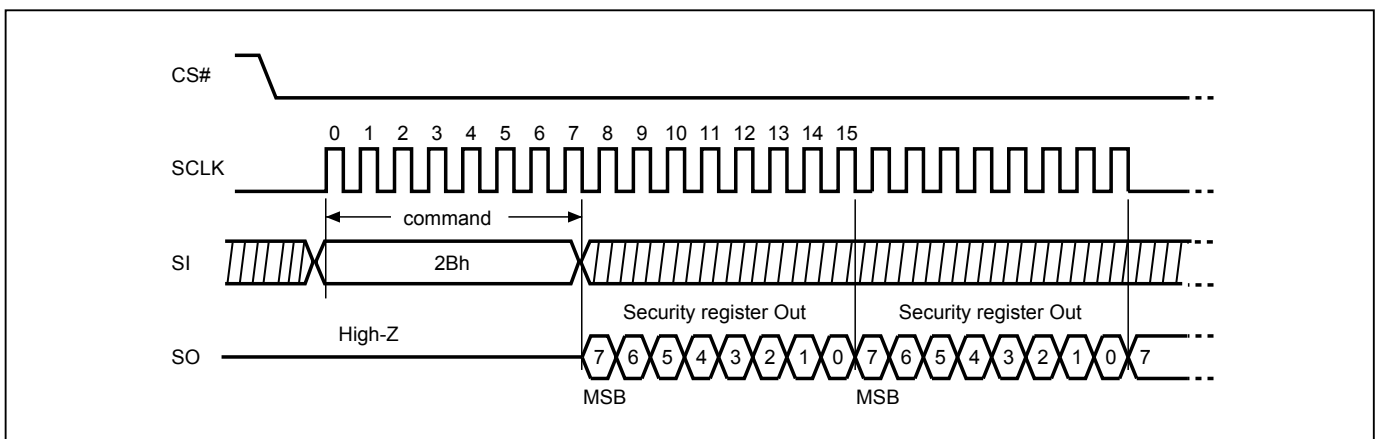 CS#
0 1 2 3 4 5 6 7 8 9 10 11 12 13 14 15
SCLK
command
SI
2Bh
Security register Out Security register Out
High-Z
SO
7 6 5 4 3 2 1 0 7 6 5 4 3 2 1 0 7
MSB MSB